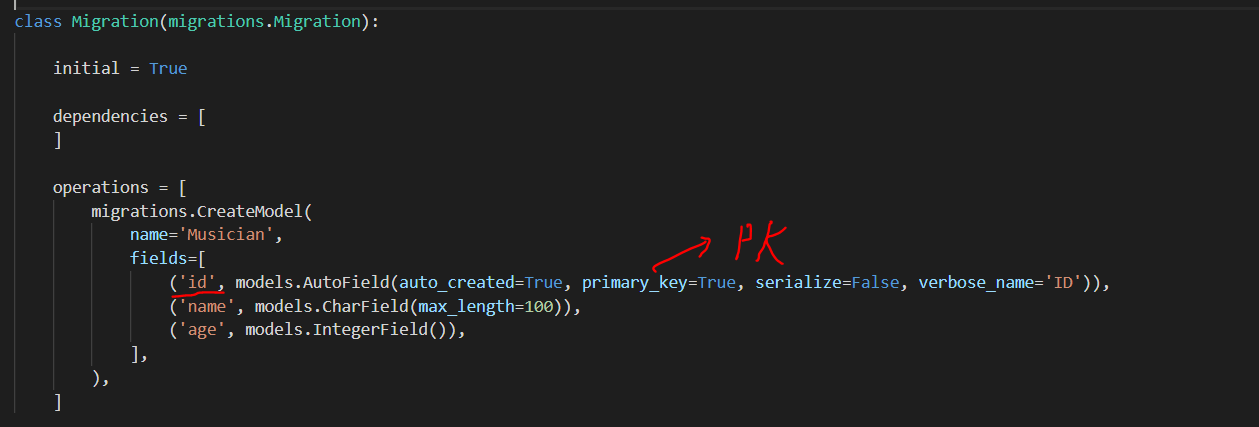 class Migration(migrations.Migration):
initial = True
dependencies = [
]
operations = [
migrations.CreateModel(
name='Musician',
PK
fields=[
('id', models.AutoField(auto_created=True, primary_key=True, serialize=False, verbose_name='ID')),
('name', models.CharField(max_length=100)),
('age', models.IntegerField()),
],
),
]